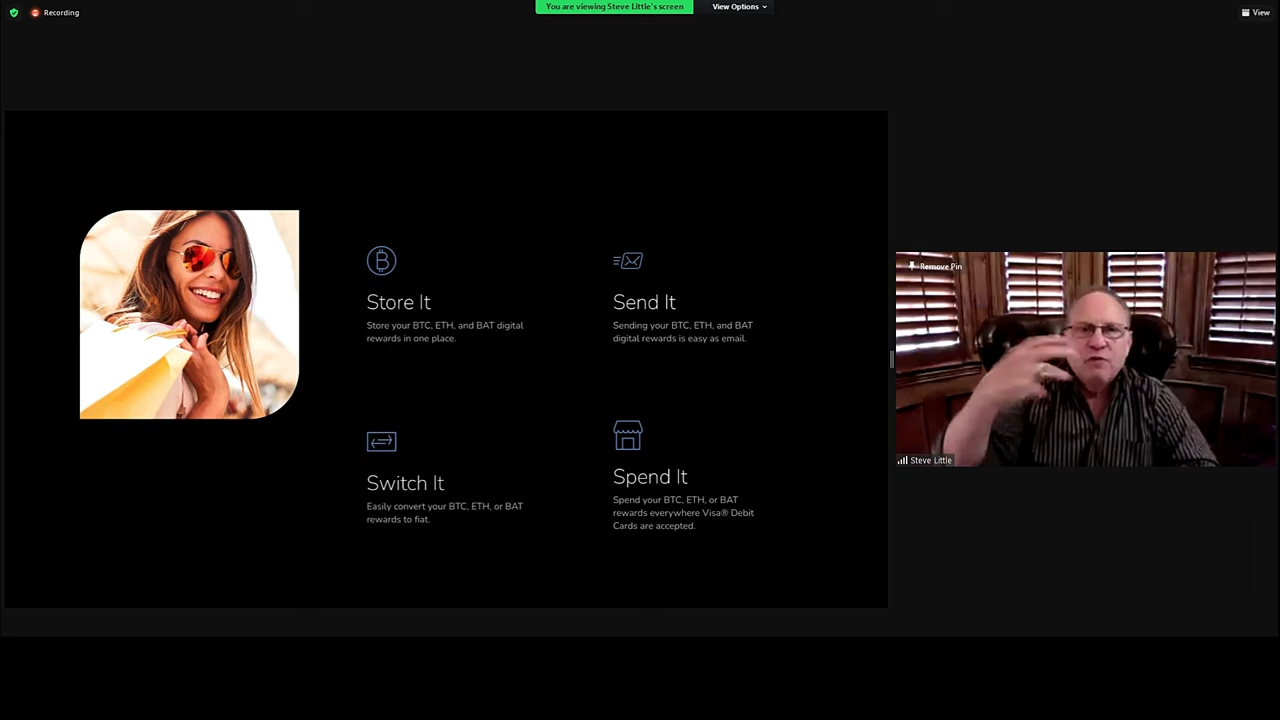 Recording
You are viewing Steve Little's screen
View Options
View
Store It
Store your BTC, ETH, and BAT digital
rewards in one place.
Send It
Sending your BTC, ETH, and BAT
digital rewards is easy as email.
Switch It
Easily convert your BTC, ETH, or BAT
rewards to fiat.
Spend It
Spend your BTC, ETH, or BAT
rewards everywhere Visa® Debit
Cards are accepted.
Remove Pin
Steve Little